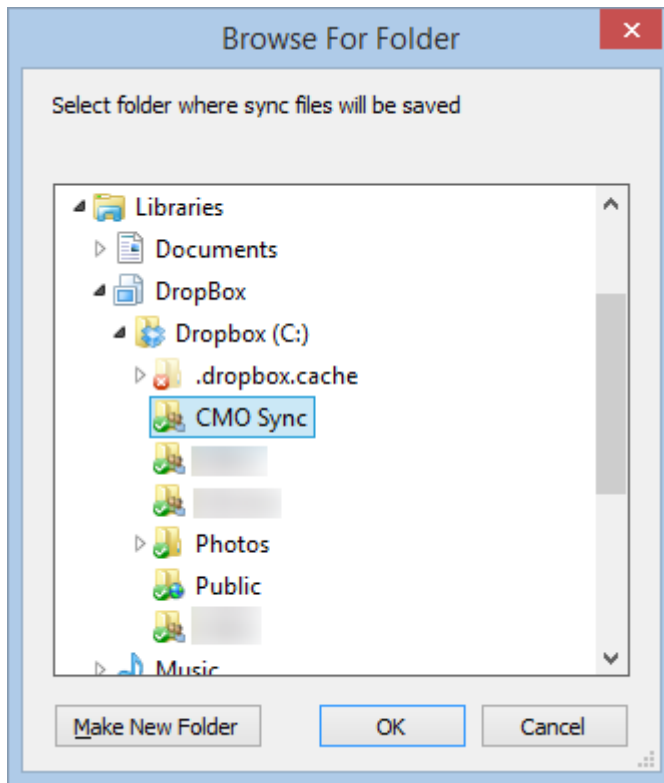 Browse For Folder
Select folder where sync files will be saved
Libraries
Documents
DropBox
Dropbox (C:)
.dropbox.cache
CMO Sync
Photos
Public
Music
Make New Folder
OK
Cancel